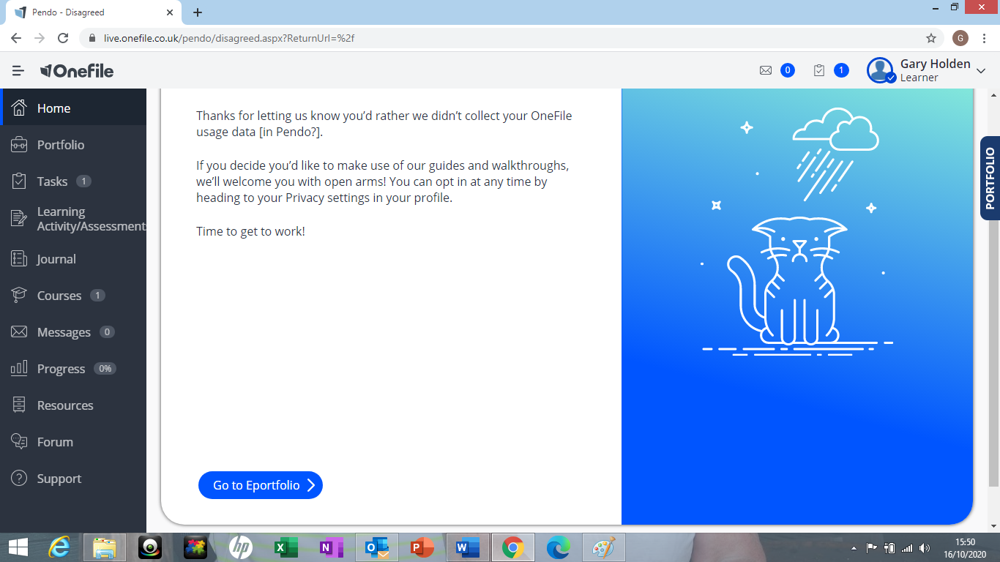 Pendo - Disagreed
live.onefile.co.uk/pendo/disagreed.aspx?ReturnUrl=%2f
G
OneFile
0
1
Gary Holden
Learner
Home
Portfolio
Tasks 1
Learning
Activity/Assessment
Journal
Courses 1
Messages 0
Progress 0%
Resources
Forum
Support
Thanks for letting us know you’d rather we didn’t collect your OneFile
usage data [in Pendo?].
If you decide you’d like to make use of our guides and walkthroughs,
we’ll welcome you with open arms! You can opt in at any time by
heading to your Privacy settings in your profile.
Time to get to work!
Go to Eportfolio
PORTFOLIO
15:50
16/10/2020